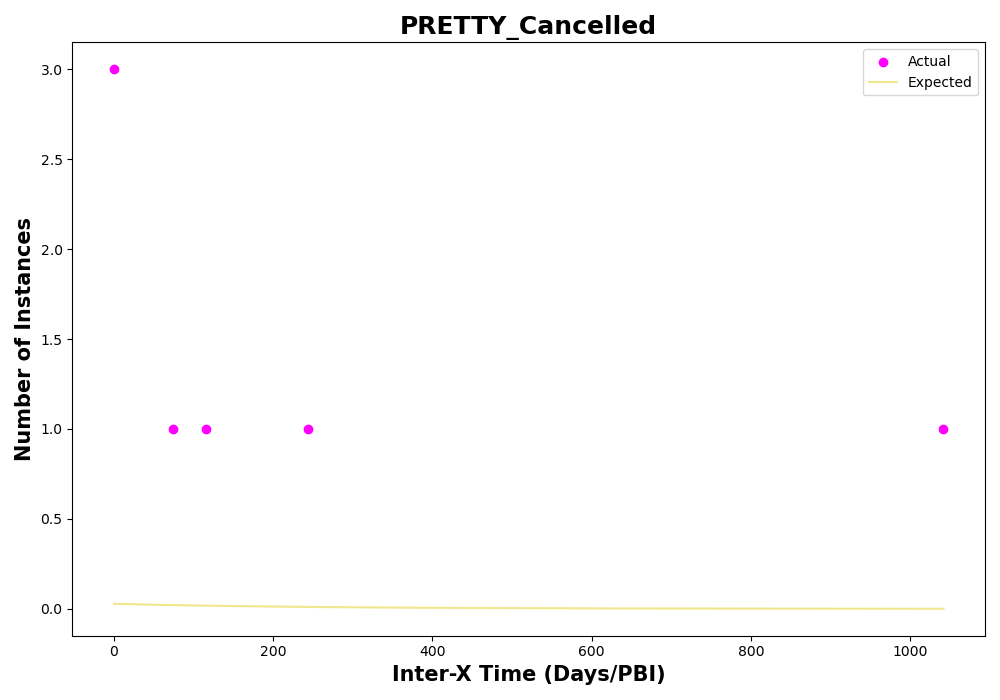 PRETTY_Cancelled
Actual
Expected
3.0
2.5
2.0
1.5
1.0
0.5
0.0
Number of Instances
0
200
400
600
800
1000
Inter-X Time (Days/PBI)